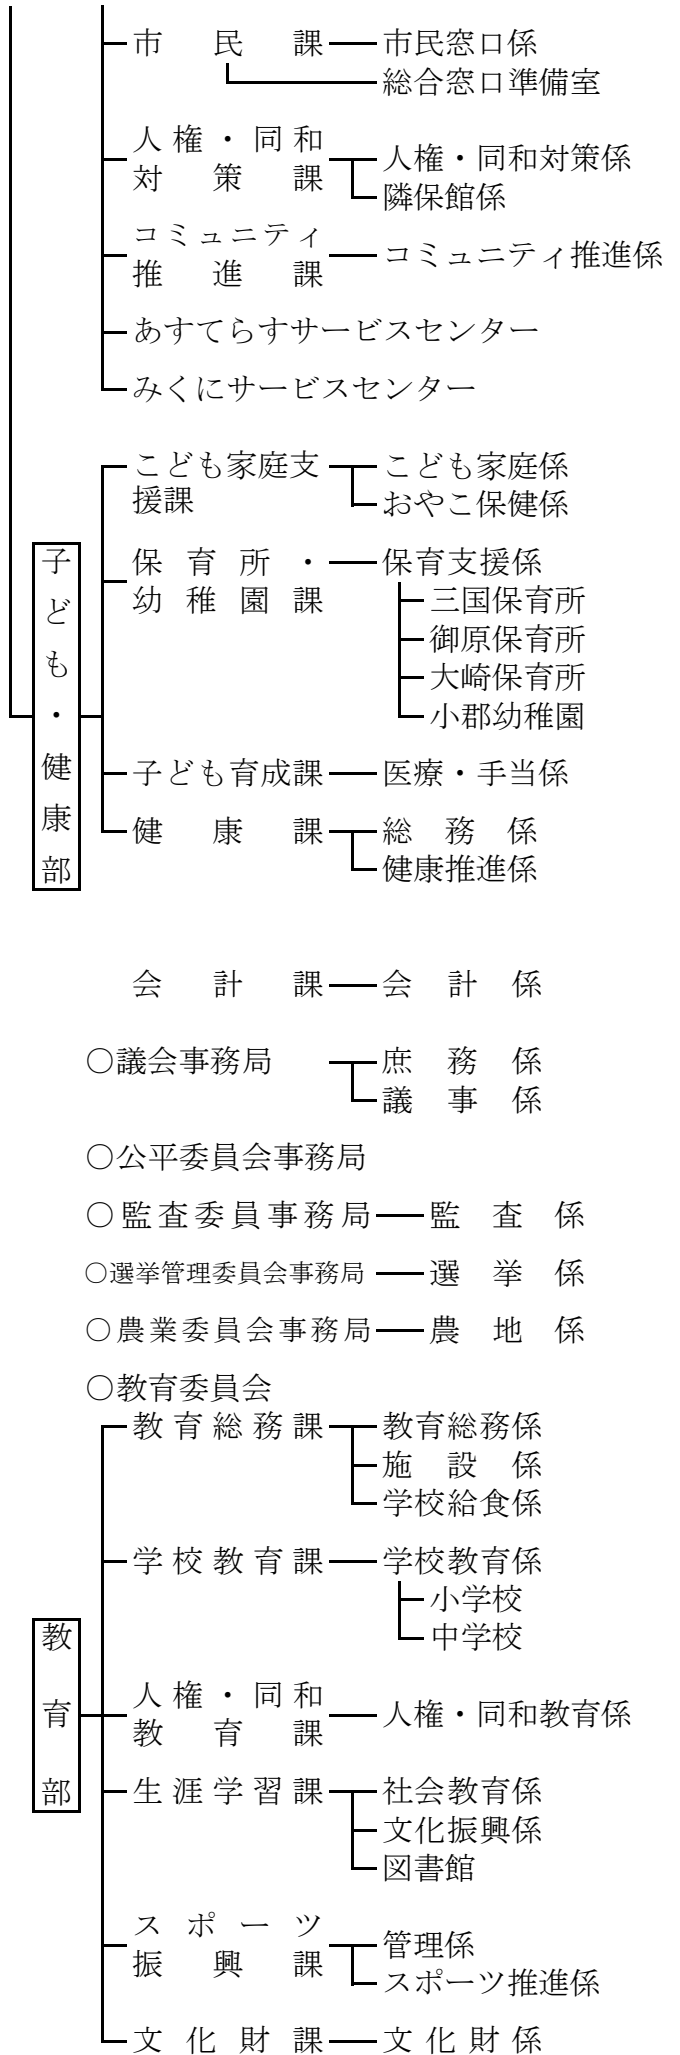 市民課 市民窓口係
総合窓口準備室
人権・同和
対策課
人権・同和対策係
隣保館係
コミュニティ
推進課
コミュニティ推進係
あすてらすサービスセンター
みくにサービスセンター
子ども・健康部
こども家庭支
援課
こども家庭係
おやこ保健係
保育所・
幼稚園課
保育支援係
三国保育所
御原保育所
大崎保育所
小郡幼稚園
子ども育成課 医療・手当係
健康課 総務係
健康推進係
会計課 会計係
○議会事務局 庶務係
議事係
○公平委員会事務局
○監査委員事務局 監査係
○選挙管理委員会事務局 選挙係
○農業委員会事務局 農地係
○教育委員会
教育部
教育総務課 教育総務係
施設係
学校給食係
学校教育課 学校教育係
小学校
中学校
人権・同和
教育課
人権・同和教育係
生涯学習課 社会教育係
文化振興係
図書館
スポーツ
振興課
管理係
スポーツ推進係
文化財課 文化財係